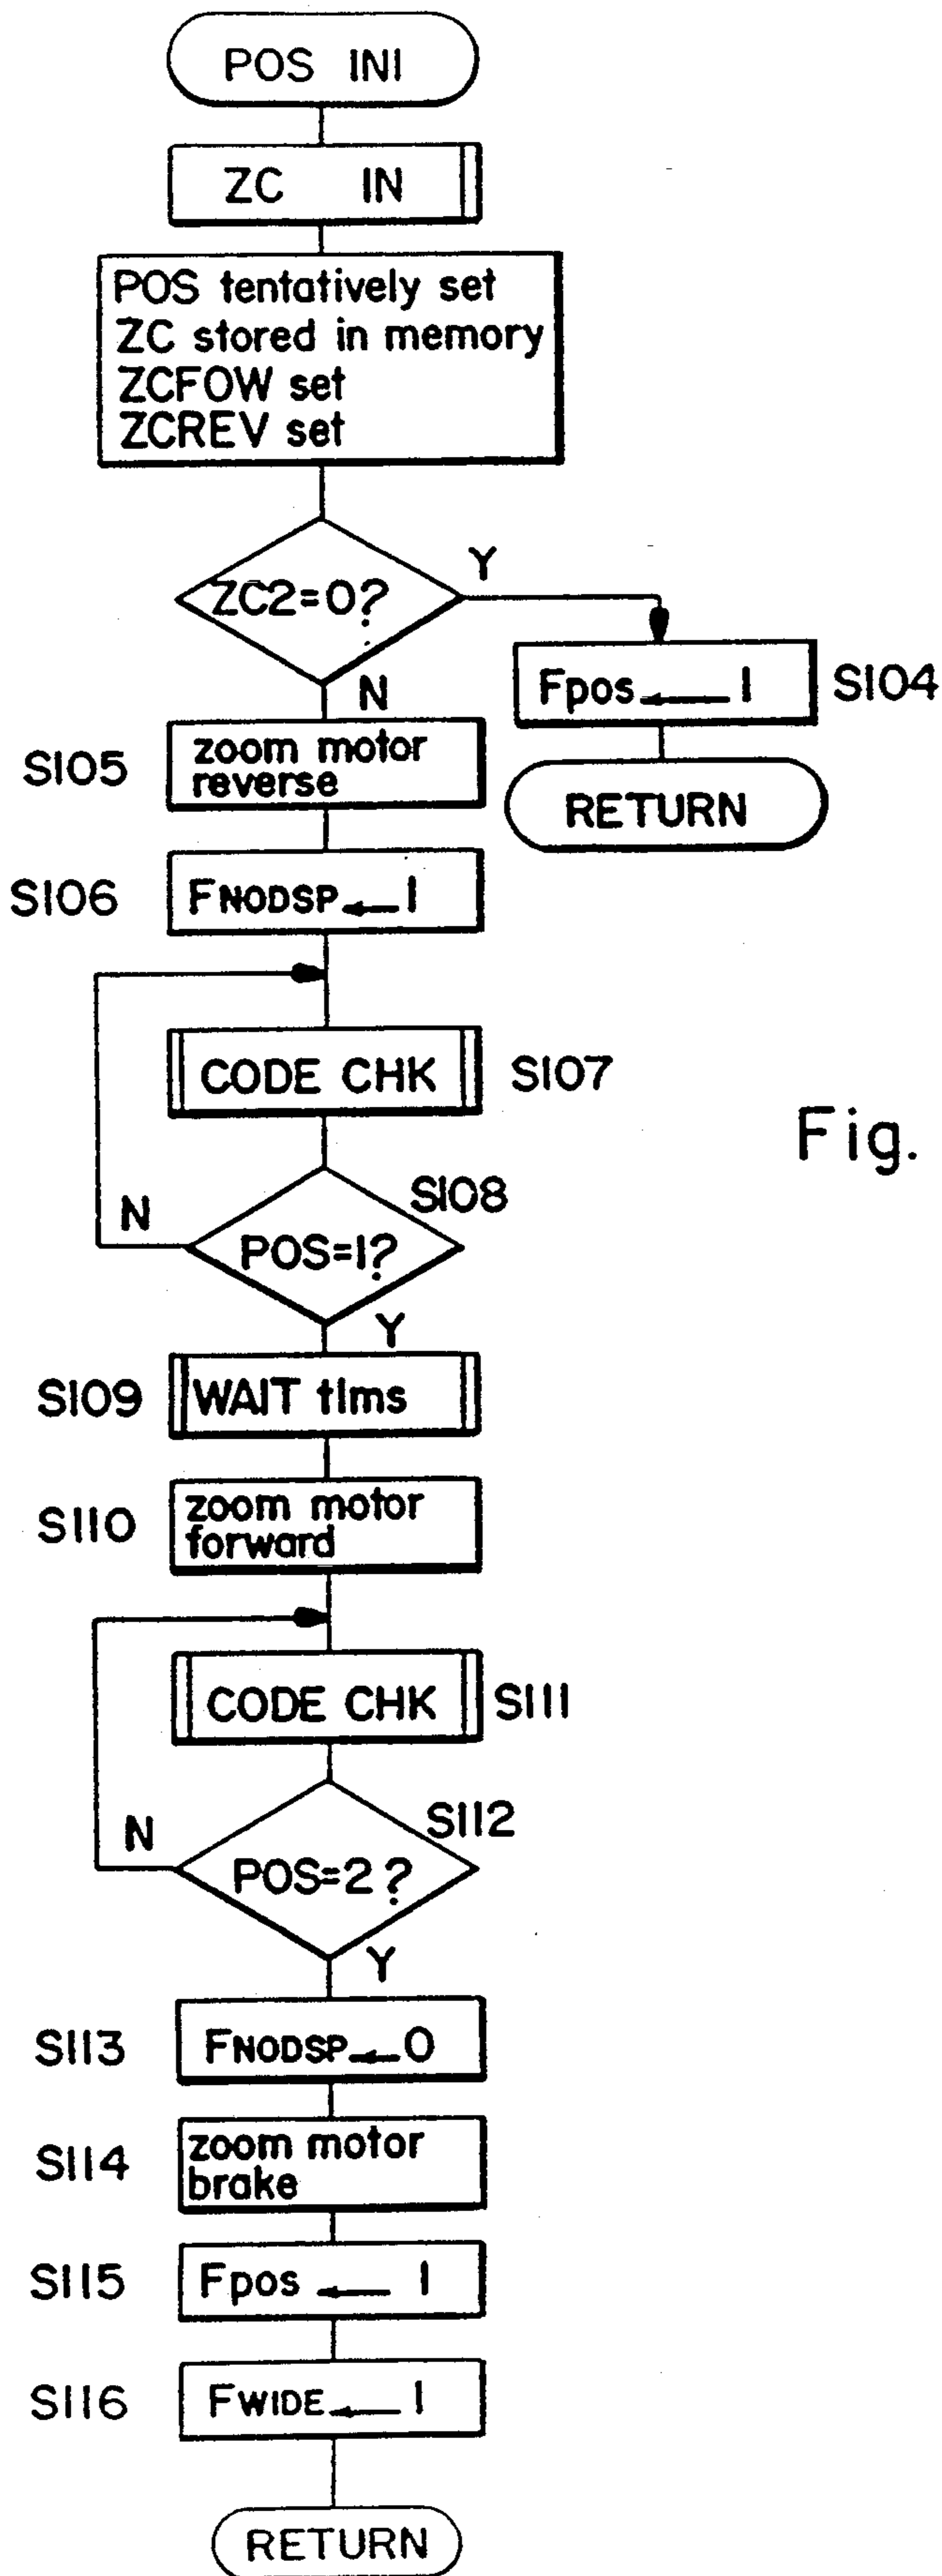 POS INI
ZC IN
POS tentatively set
ZC stored in memory
ZCFOW set
ZCREV set
ZC2=0?
Y
N
Fpos ← 1
S104
RETURN
S105
zoom motor
reverse
S106
FNODSP ← 1
CODE CHK
S107
Fig.
S108
POS=1?
N
Y
S109
WAIT t1ms
S110
zoom motor
forward
CODE CHK
S111
S112
POS=2?
N
Y
S113
FNODSP ← 0
S114
zoom motor
brake
S115
Fpos ← 1
S116
FWIDE ← 1
RETURN